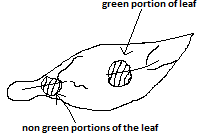 green portion of leaf
non green portions of the leaf